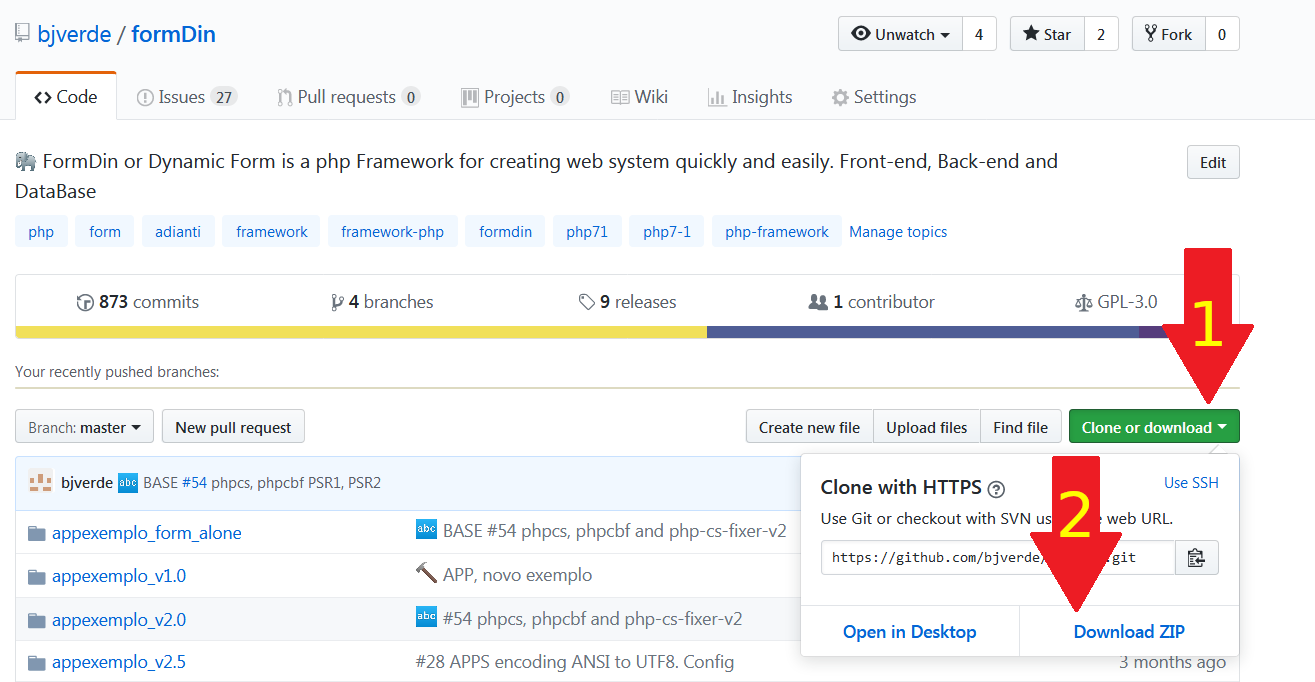 bjverde / formDin
Unwatch 4 Star 2 Fork 0
Code Issues 27 Pull requests 0 Projects 0 Wiki Insights Settings
FormDin or Dynamic Form is a php Framework for creating web system quickly and easily. Front-end, Back-end and
DataBase
Edit
php form adianti framework framework-php formdin php71 php7-1 php-framework Manage topics
873 commits 4 branches 9 releases 1 contributor GPL-3.0
1
Your recently pushed branches:
Branch: master New pull request Create new file Upload files Find file Clone or download
bjverde abc BASE #54 phpcs, phpcbf PSR1, PSR2
Clone with HTTPS ? Use SSH
2
Use Git or checkout with SVN web URL.
https://github.com/bjverde/ .git
appexemplo_form_alone abc BASE #54 phpcs, phpcbf and php-cs-fixer-v2
appexemplo_v1.0 APP, novo exemplo
appexemplo_v2.0 abc #54 phpcs, phpcbf and php-cs-fixer-v2
Open in Desktop Download ZIP
appexemplo_v2.5 #28 APPS encoding ANSI to UTF8. Config 3 months ago